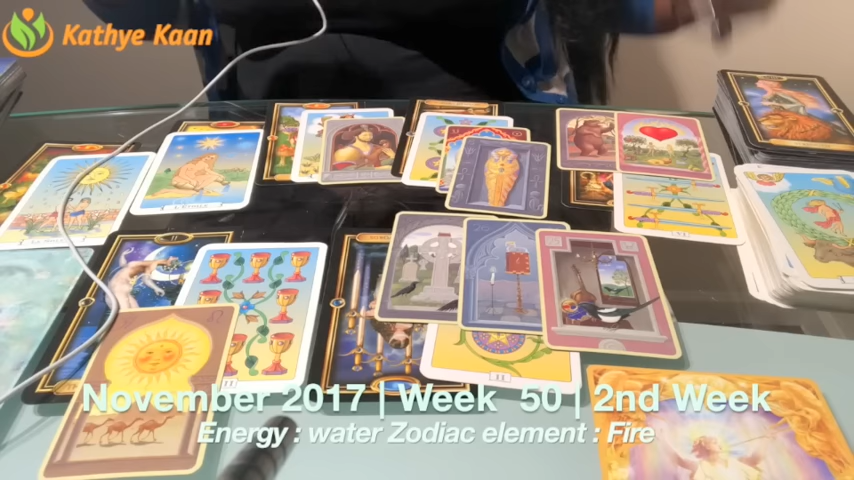 Kathye Kaan
November 2017 | Week 50 | 2nd Week
Energy : water Zodiac element : Fire